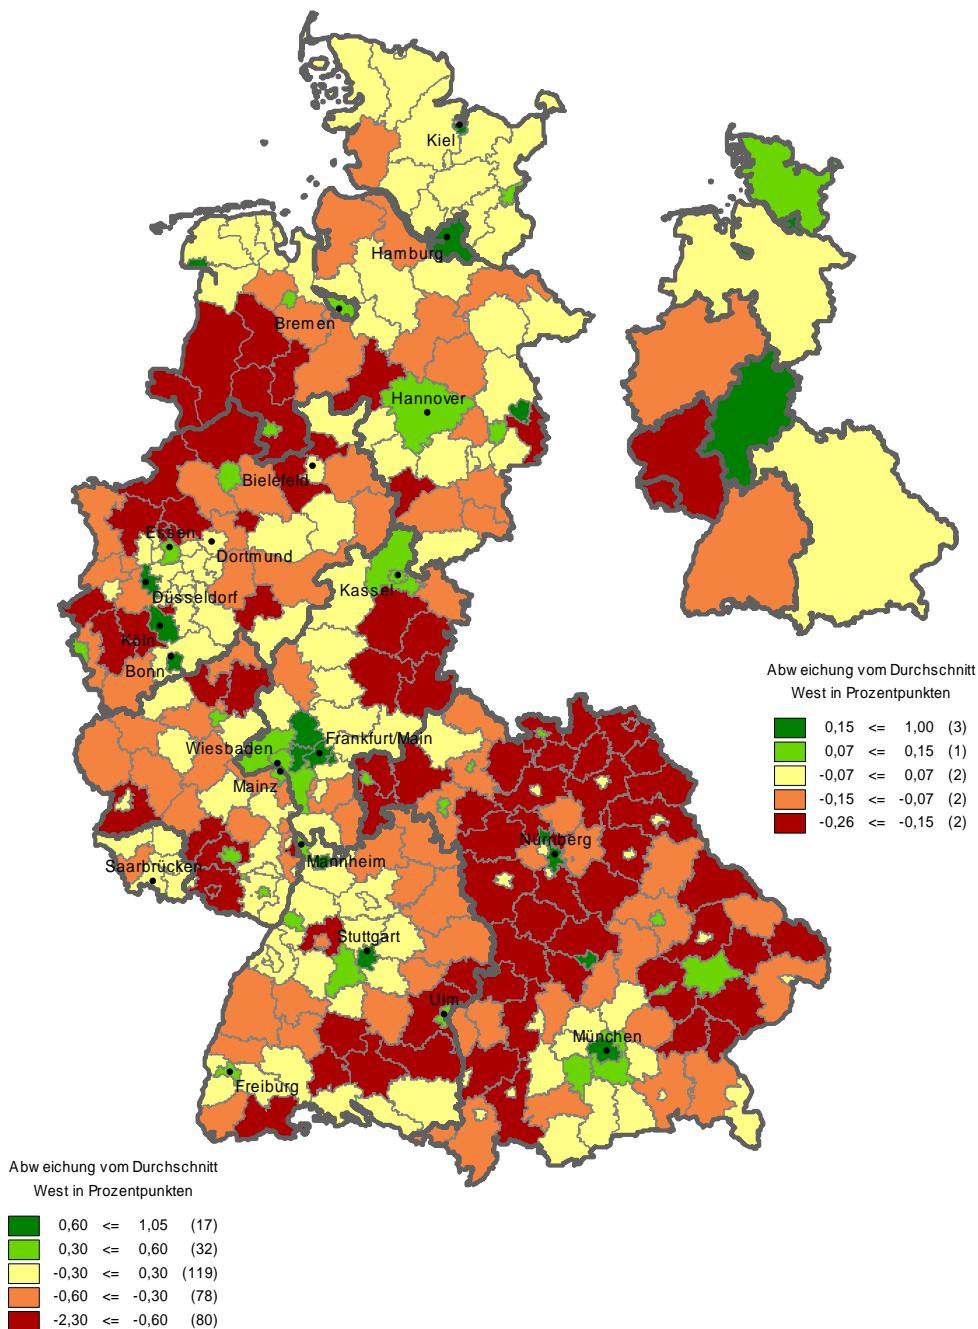 Kiel
Hamburg
Bremen
Hannover
Bielefeld
Essen
Dortmund
Düsseldorf
Kassel
Köln
Bonn
Wiesbaden
Frankfurt/Main
Mainz
Nürnberg
Mannheim
Saarbrücken
Stuttgart
Ulm
München
Freiburg
Abweichung vom Durchschnitt
West in Prozentpunkten
0,15 <= 1,00 (3)
0,07 <= 0,15 (1)
-0,07 <= 0,07 (2)
-0,15 <= -0,07 (2)
-0,26 <= -0,15 (2)
Abweichung vom Durchschnitt
West in Prozentpunkten
0,60 <= 1,05 (17)
0,30 <= 0,60 (32)
-0,30 <= 0,30 (119)
-0,60 <= -0,30 (78)
-2,30 <= -0,60 (80)